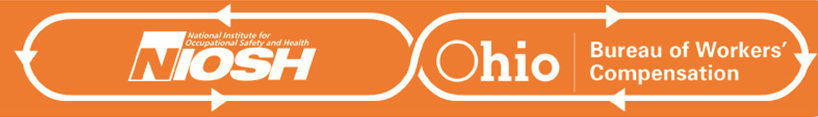 National Institute for
Occupational Safety and Health
NIOSH
Ohio
Bureau of Workers'
Compensation